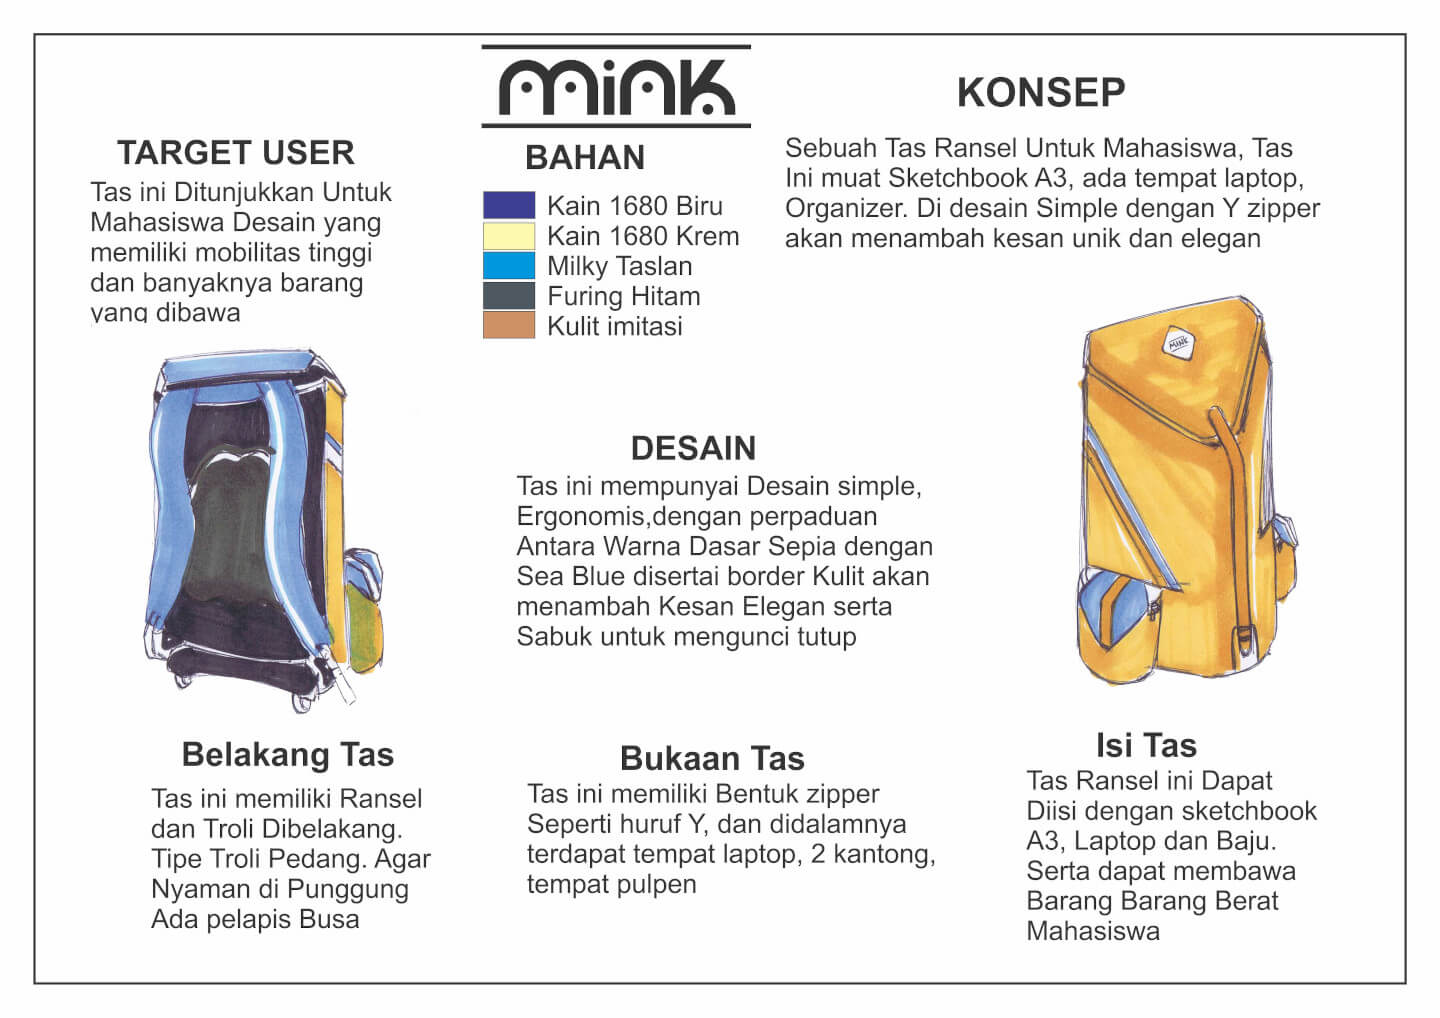 mink
TARGET USER
Tas ini Ditunjukkan Untuk
Mahasiswa Desain yang
memiliki mobilitas tinggi
dan banyaknya barang
yang dibawa
BAHAN
Kain 1680 Biru
Kain 1680 Krem
Milky Taslan
Furing Hitam
Kulit imitasi
KONSEP
Sebuah Tas Ransel Untuk Mahasiswa, Tas
Ini muat Sketchbook A3, ada tempat laptop,
Organizer. Di desain Simple dengan Y zipper
akan menambah kesan unik dan elegan
MINK
DESAIN
Tas ini mempunyai Desain simple,
Ergonomis,dengan perpaduan
Antara Warna Dasar Sepia dengan
Sea Blue disertai border Kulit akan
menambah Kesan Elegan serta
Sabuk untuk mengunci tutup
Belakang Tas
Tas ini memiliki Ransel
dan Troli Dibelakang.
Tipe Troli Pedang. Agar
Nyaman di Punggung
Ada pelapis Busa
Bukaan Tas
Tas ini memiliki Bentuk zipper
Seperti huruf Y, dan didalamnya
terdapat tempat laptop, 2 kantong,
tempat pulpen
Isi Tas
Tas Ransel ini Dapat
Diisi dengan sketchbook
A3, Laptop dan Baju.
Serta dapat membawa
Barang Barang Berat
Mahasiswa